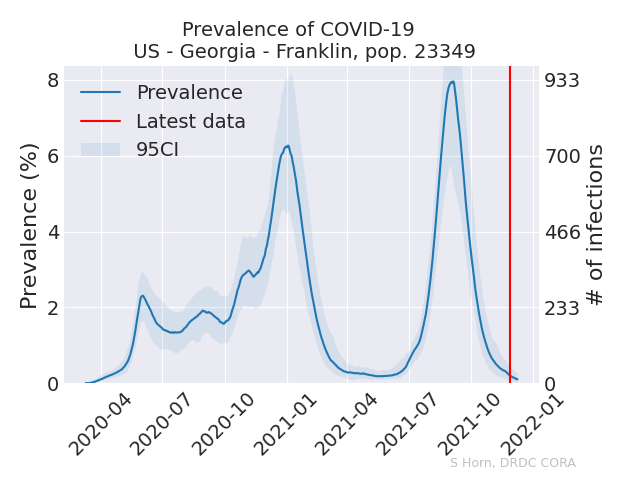 Prevalence of COVID-19
US - Georgia - Franklin, pop. 23349
Prevalence (%)
8
6
4
2
0
Prevalence
Latest data
95CI
933
700
466
233
0
# of infections
2020-04
2020-07
2020-10
2021-01
2021-04
2021-07
2021-10
2022-01
S Horn, DRDC CORA